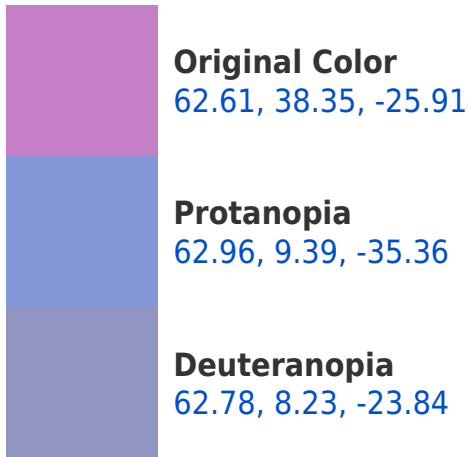 Original Color
62.61, 38.35, -25.91
Protanopia
62.96, 9.39, -35.36
Deuteranopia
62.78, 8.23, -23.84